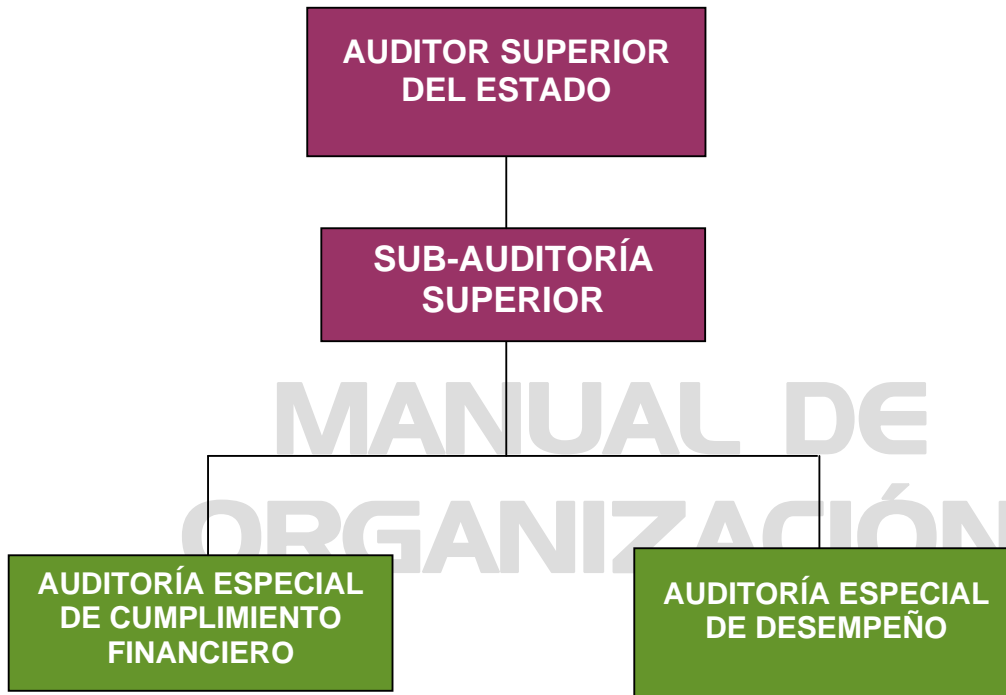 AUDITOR SUPERIOR
DEL ESTADO
SUB-AUDITORÍA
SUPERIOR
MANUAL DE
ORGANIZACIÓN
AUDITORÍA ESPECIAL
DE CUMPLIMIENTO
FINANCIERO
AUDITORÍA ESPECIAL
DE DESEMPEÑO